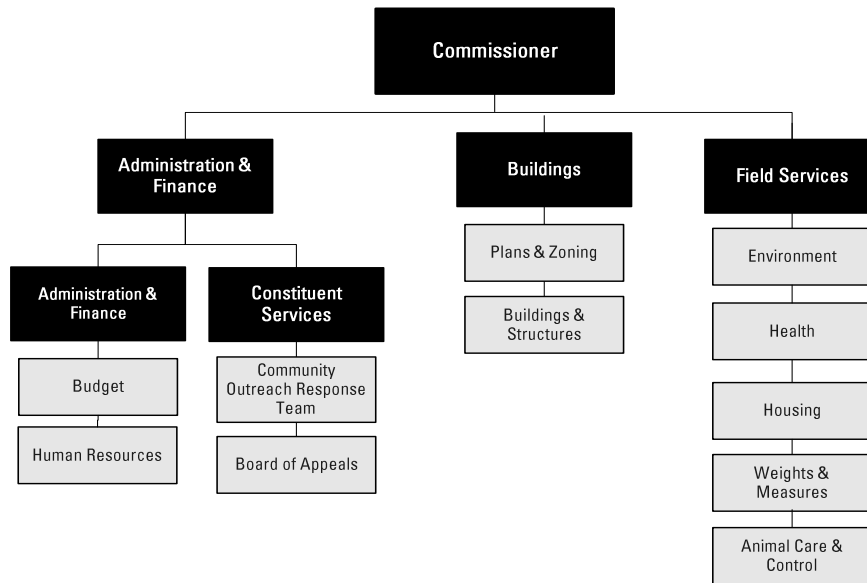 Commissioner
Administration &
Finance
Buildings
Field Services
Administration &
Finance
Constituent
Services
Plans & Zoning
Buildings &
Structures
Environment
Health
Housing
Weights &
Measures
Animal Care &
Control
Budget
Human Resources
Community
Outreach Response
Team
Board of Appeals